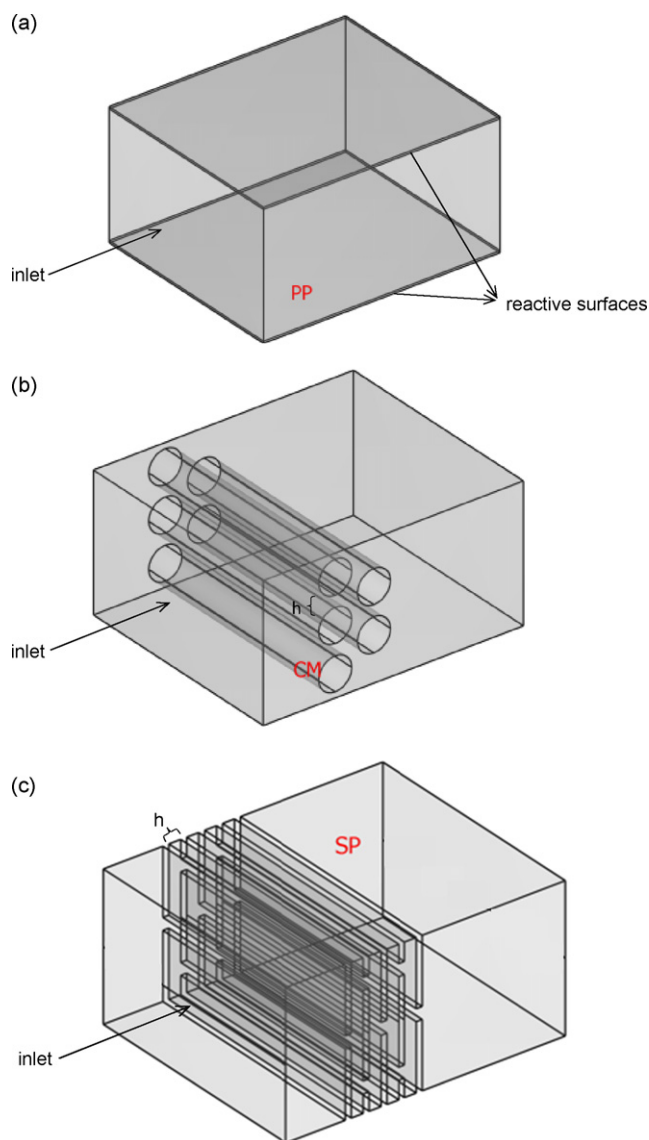 (a)
inlet
PP
reactive surfaces
(b)
h
inlet
CM
(c)
h
SP
inlet